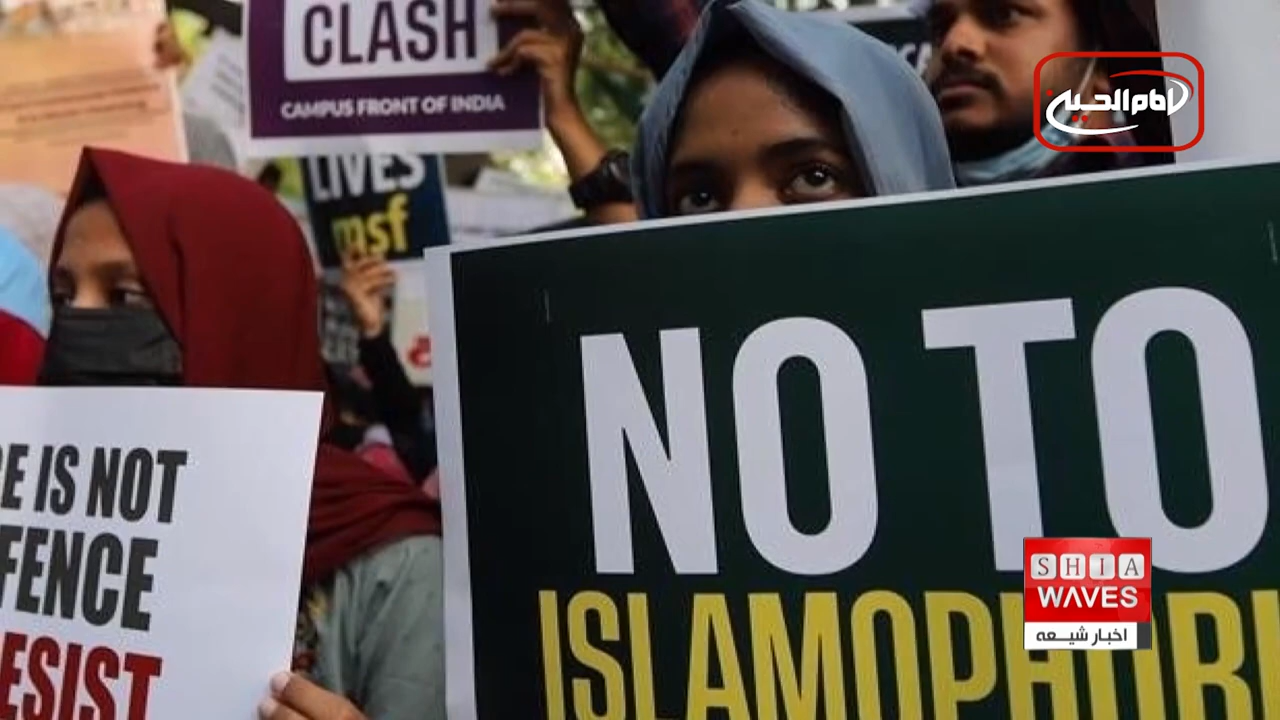 CLASH
CAMPUS FRONT OF INDIA
LIVES
msf
امام الحسین
NO TO
ISLAMOPHOBI
E IS NOT
FENCE
ESIST
SHIA
WAVES
اخبار شیعه